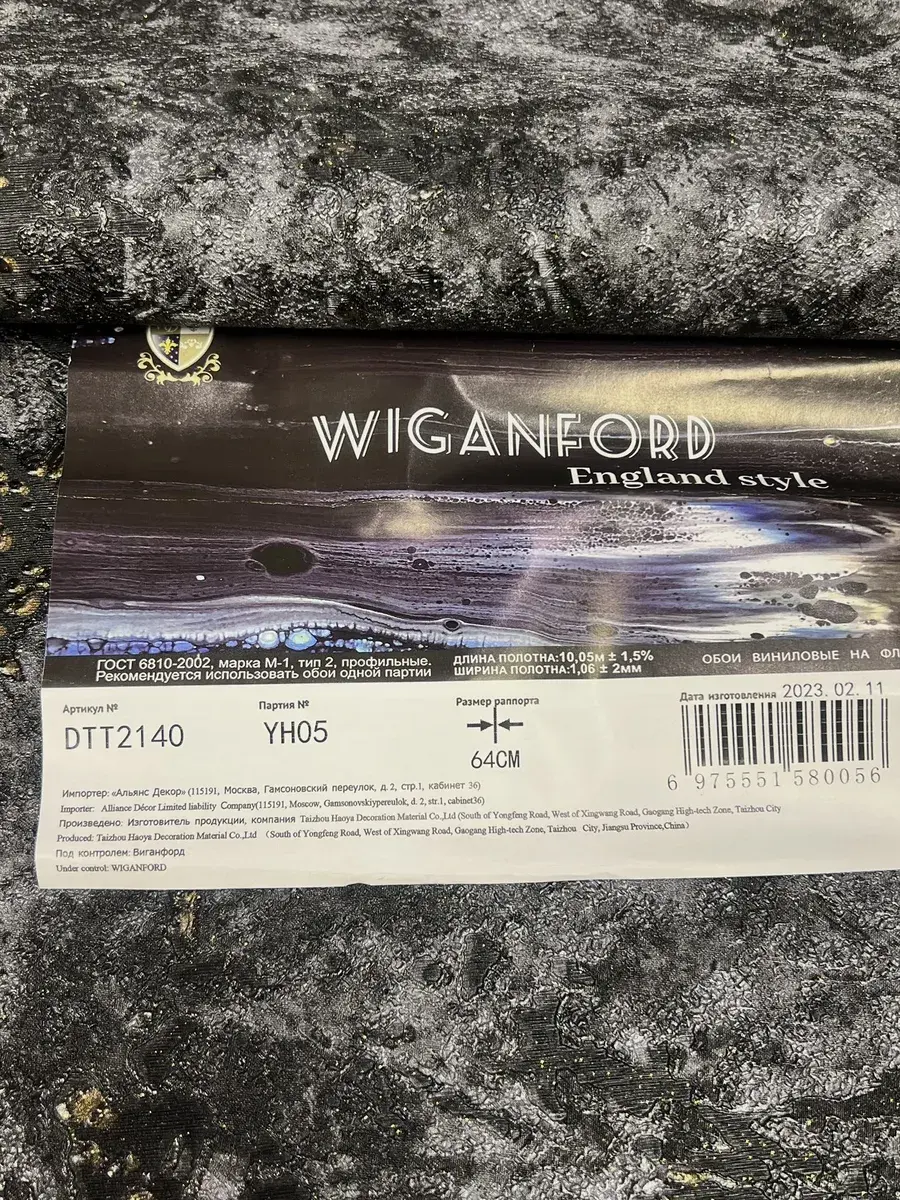 WIGANFORD
England style
ГОСТ 6810-2002, марка М-1, тип 2, профильные.
Рекомендуется использовать обои одной партии
ДЛИНА ПОЛОТНА:10,05м ± 1,5%
ШИРИНА ПОЛОТНА:1,06 ± 2мм
ОБОИ ВИНИЛОВЫЕ НА ФЛ
Артикул №
DTT2140
Партия №
YH05
Размер раппорта
64CM
Дата изготовления 2023. 02. 11
6 975551 580056
Импортер: «Альянс Декор» (115191, Москва, Гамсоновский переулок, д.2, стр.1, кабинет 36)
Importer: Alliance Décor Limited liability Company(115191, Moscow, Gamsonovskiypereulok, d. 2, str.1, cabinet36)
Произведено: Изготовитель продукции, компания Taizhou Haoya Decoration Material Co.,Ltd (South of Yongfeng Road, West of Xingwang Road, Gaogang High-tech Zone, Taizhou City
Produced: Taizhou Haoya Decoration Material Co.,Ltd (South of Yongfeng Road, West of Xingwang Road, Gaogang High-tech Zone, Taizhou City, Jiangsu Province,China)
Под контролем: Виганфорд
Under control: WIGANFORD